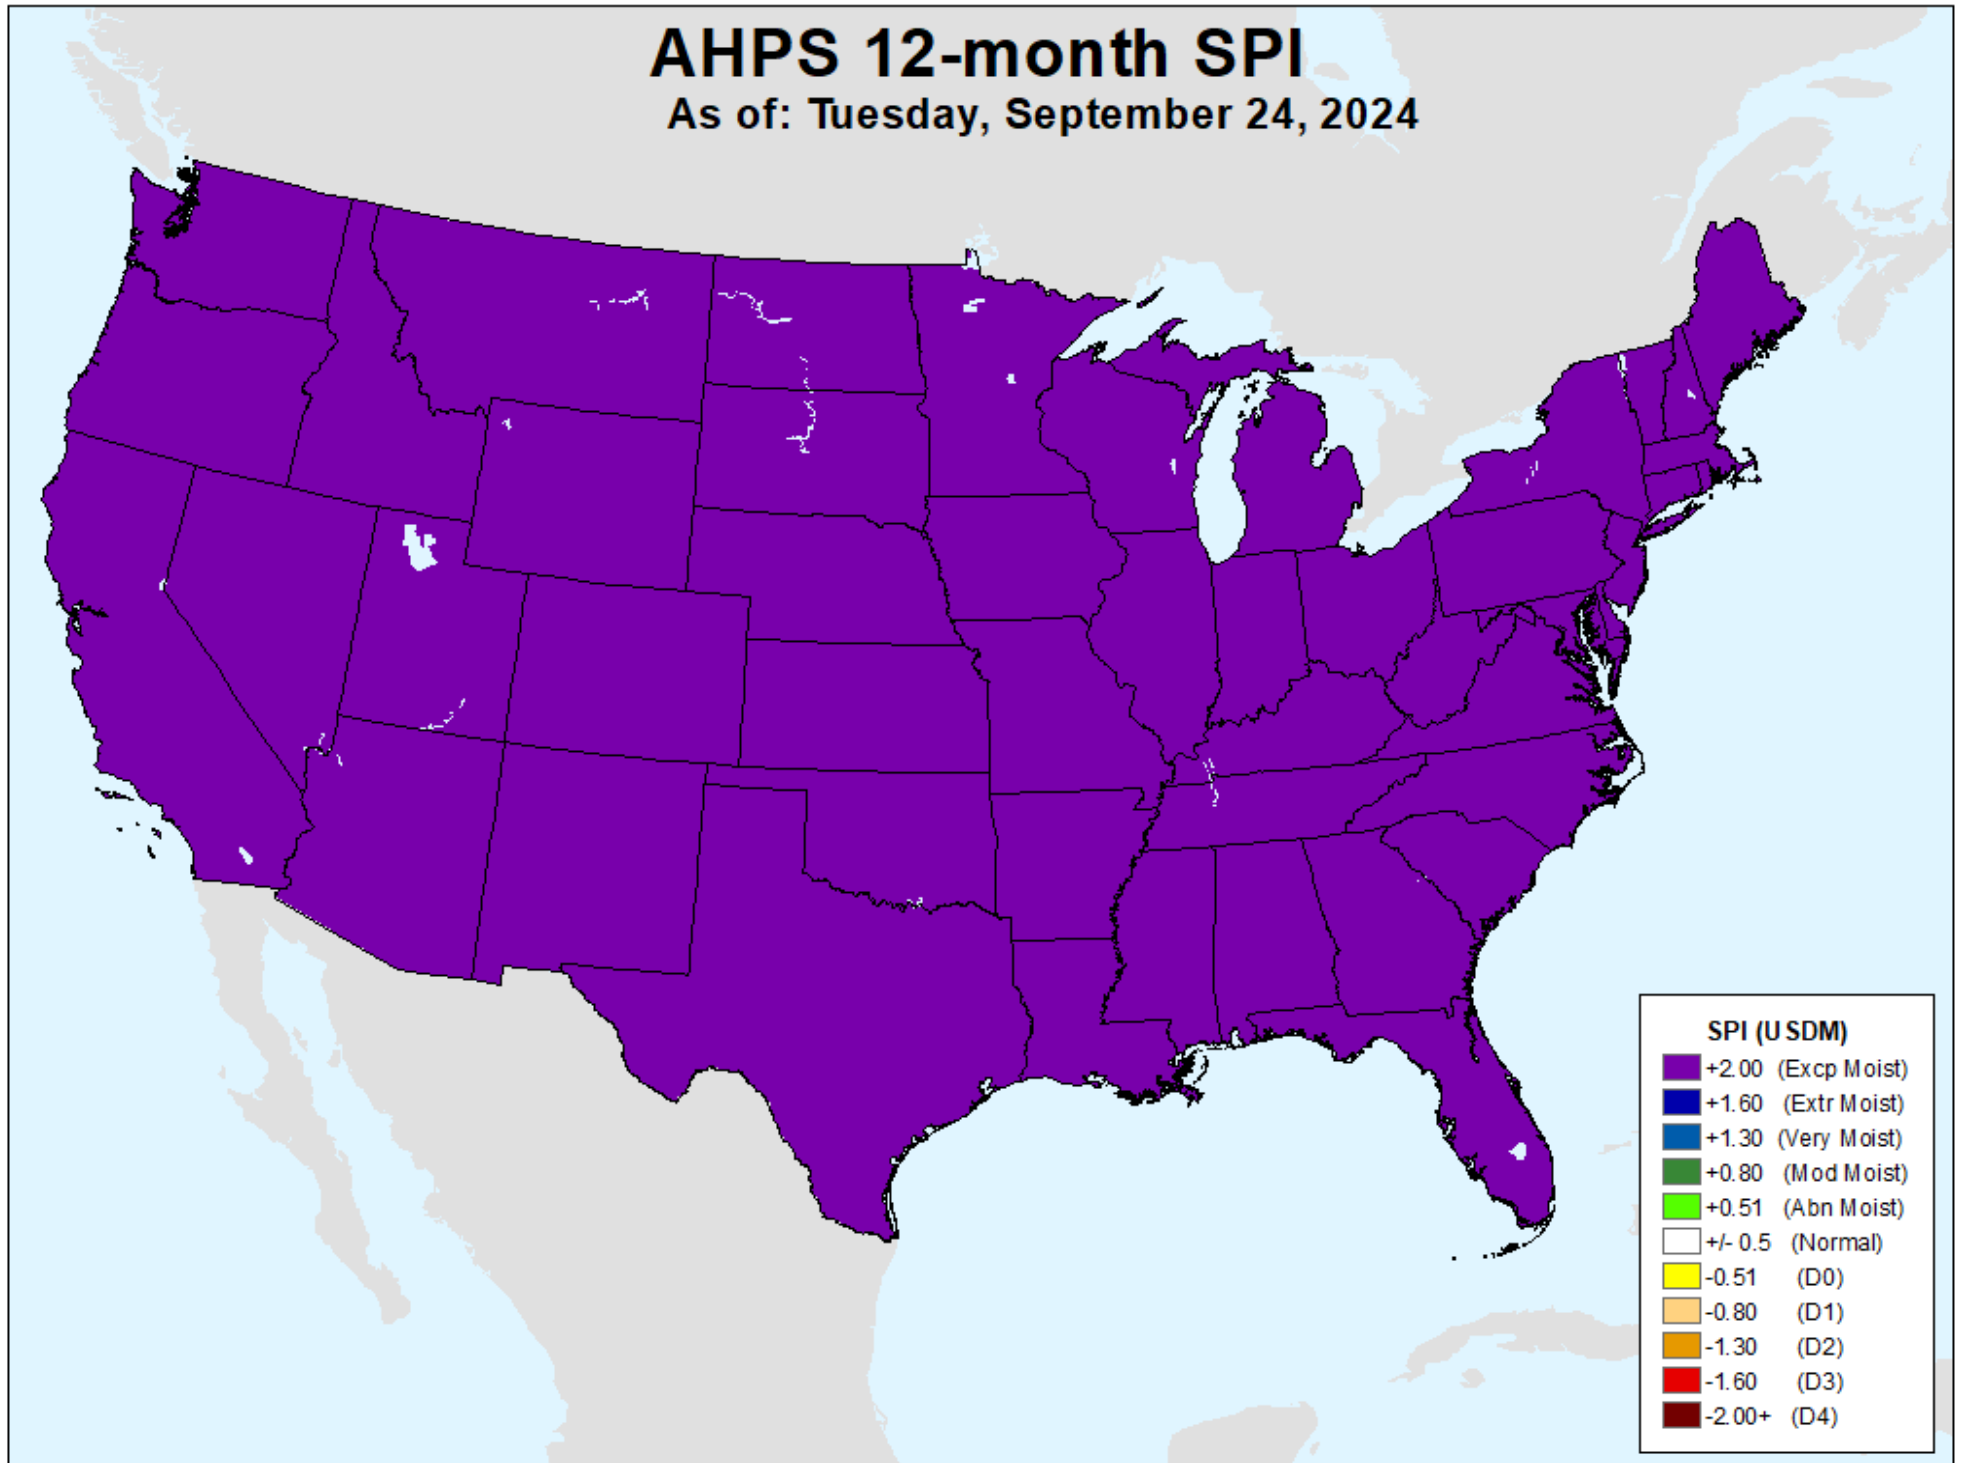 AHPS 12-month SPI
As of: Tuesday, September 24, 2024
SPI (USDM)
+2.00 (Excp Moist)
+1.60 (Extr Moist)
+1.30 (Very Moist)
+0.80 (Mod Moist)
+0.51 (Abn Moist)
+/- 0.5 (Normal)
-0.51 (D0)
-0.80 (D1)
-1.30 (D2)
-1.60 (D3)
-2.00+ (D4)